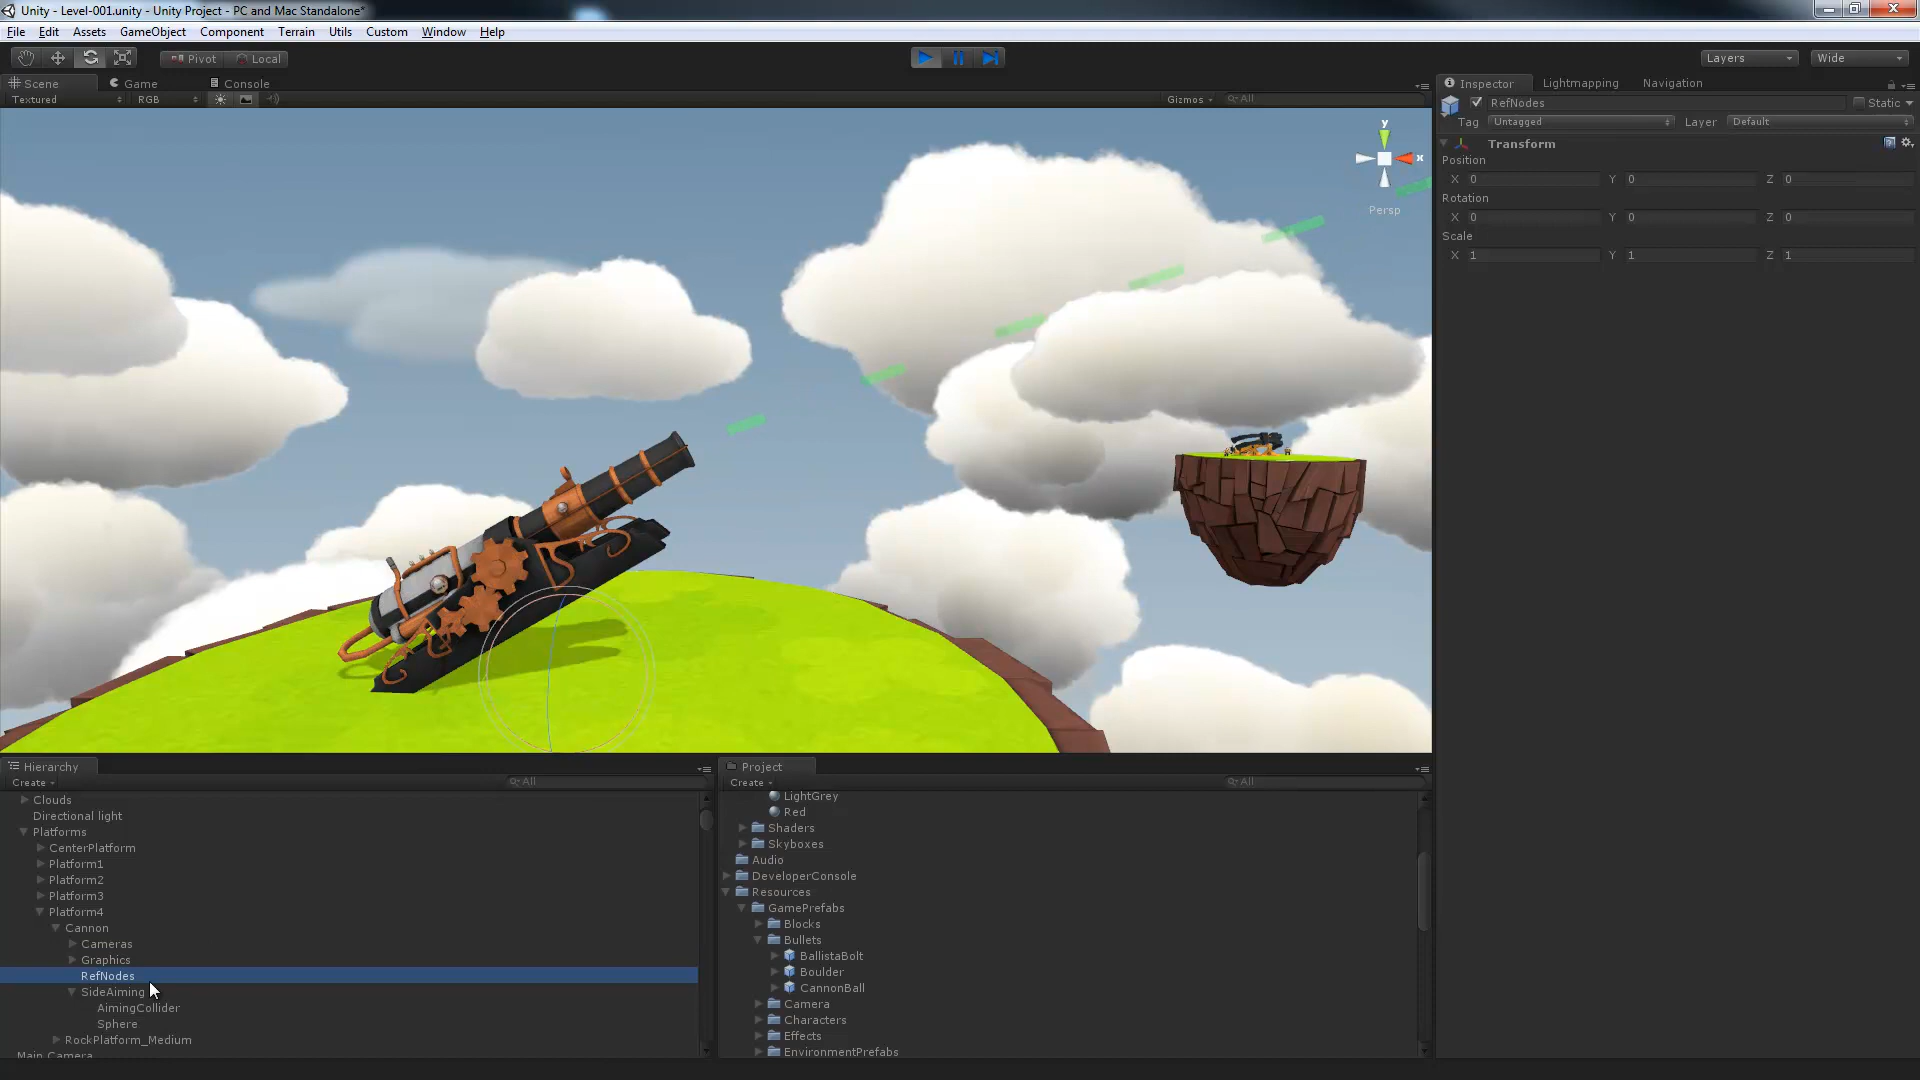 Unity - Level-001.unity - Unity Project - PC and Mac Standalone*
File Edit Assets GameObject Component Terrain Utils Custom Window Help
Pivot Local Layers Wide
Scene Game Console
Textured RGB Gizmos All
y
x
Persp
Inspector Lightmapping Navigation
RefNodes Static
Tag Untagged Layer Default
Transform
Position
X 0 Y 0 Z 0
Rotation
X 0 Y 0 Z 0
Scale
X 1 Y 1 Z 1
Hierarchy
Create All
Clouds
Directional light
Platforms
CenterPlatform
Platform1
Platform2
Platform3
Platform4
Cannon
Cameras
Graphics
RefNodes
SideAiming
AimingCollider
Sphere
RockPlatform_Medium
Main Camera
Project
Create All
LightGrey
Red
Shaders
Skyboxes
Audio
DeveloperConsole
Resources
GamePrefabs
Blocks
Bullets
BallistaBolt
Boulder
CannonBall
Camera
Characters
Effects
EnvironmentPrefabs